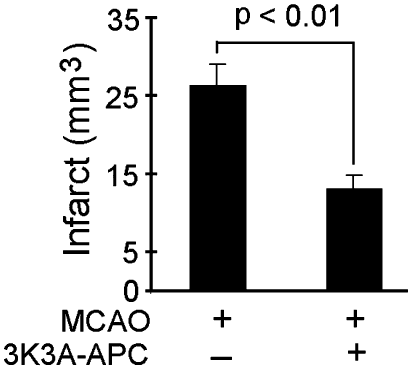 p < 0.01
35
25
15
5
0
Infarct (mm³)
MCAO + +
3K3A-APC – +